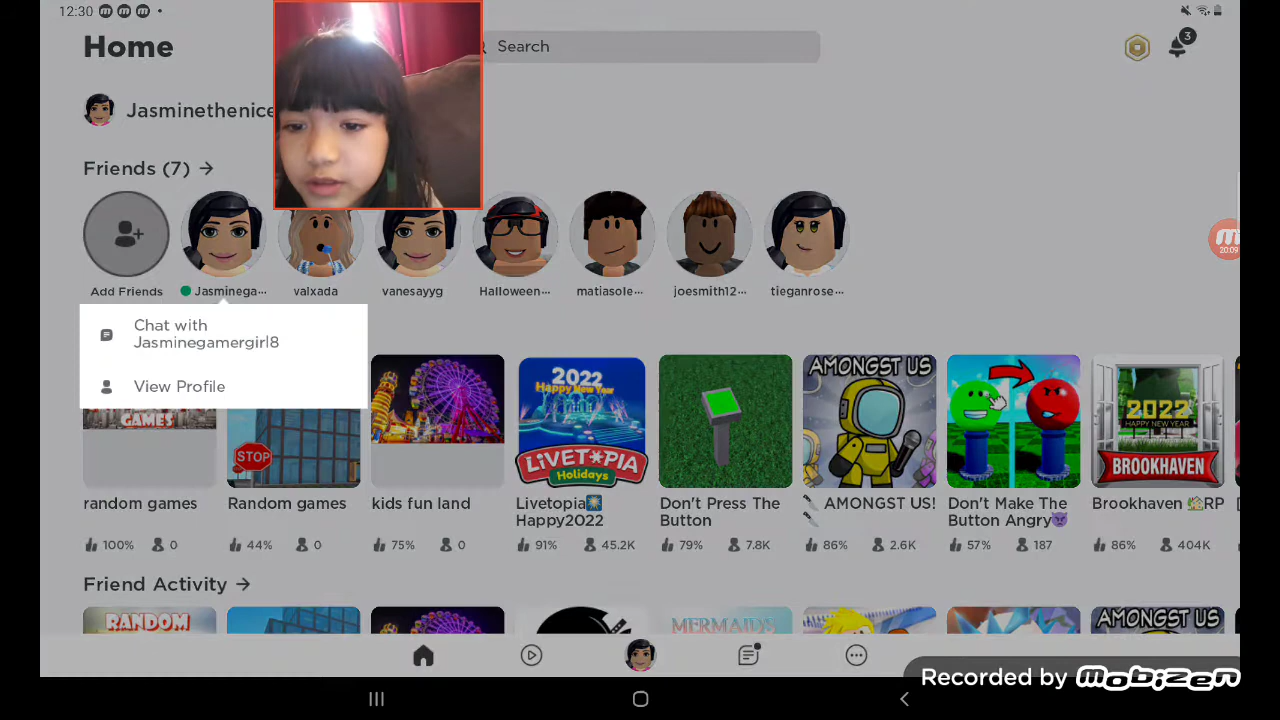 12:30
Home
Search
3
Jasminethenice
Friends (7) →
Add Friends
Jasminega...
valxada
vanesayyg
Halloween...
matiasole...
joesmith12...
tieganrose...
20:09
Chat with
Jasminegamergirl8
View Profile
GAMES
STOP
2022
Happy New Year
LIVETOPIA
Holidays
AMONGST US
2022
HAPPY NEW YEAR
BROOKHAVEN
random games
Random games
kids fun land
Livetopia🎆
Happy2022
Don't Press The
Button
🔪 AMONGST US!
🔪
Don't Make The
Button Angry😈
Brookhaven 🏡RP
100% 0
44% 0
75% 0
91% 45.2K
79% 7.8K
86% 2.6K
57% 187
86% 404K
Friend Activity →
RANDOM
MERMAIDS
AMONGST US
Recorded by mobizen